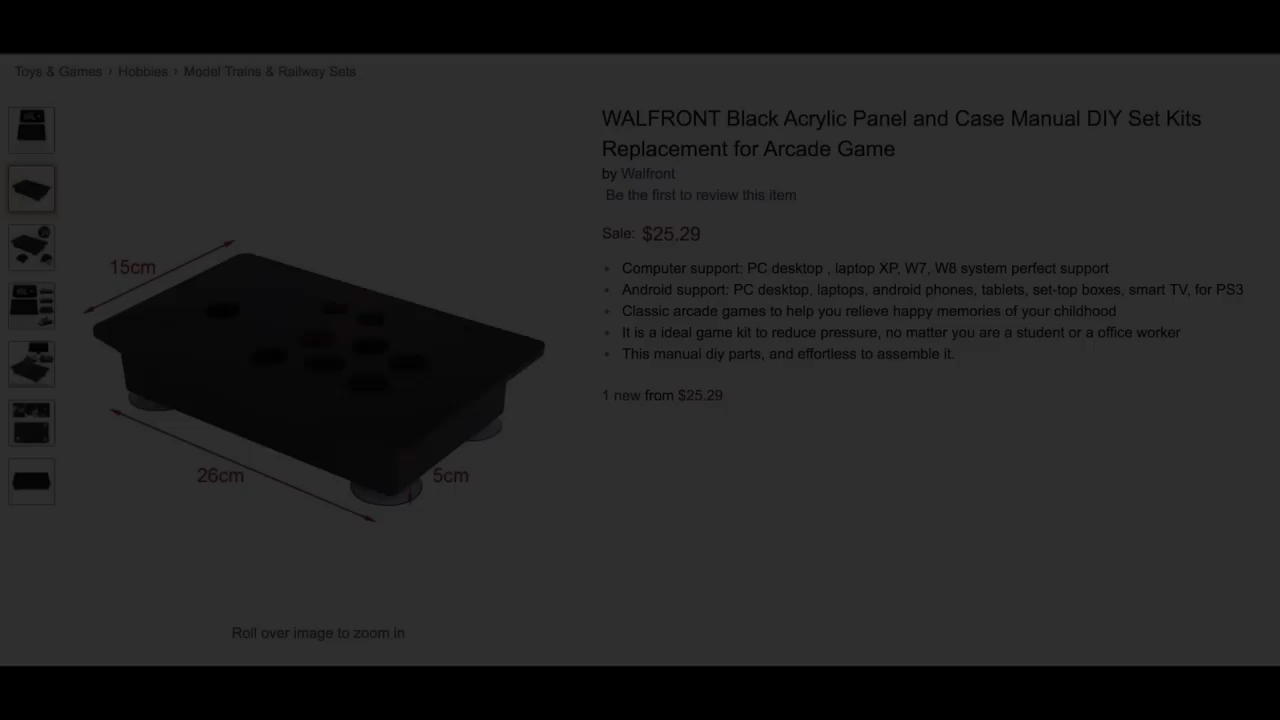 Toys & Games › Hobbies › Model Trains & Railway Sets
WALFRONT Black Acrylic Panel and Case Manual DIY Set Kits
Replacement for Arcade Game
by Walfront
Be the first to review this item
Sale: $25.29
Computer support: PC desktop , laptop XP, W7, W8 system perfect support
Android support: PC desktop, laptops, android phones, tablets, set-top boxes, smart TV, for PS3
Classic arcade games to help you relieve happy memories of your childhood
It is a ideal game kit to reduce pressure, no matter you are a student or a office worker
This manual diy parts, and effortless to assemble it.
1 new from $25.29
15cm
26cm
5cm
Roll over image to zoom in